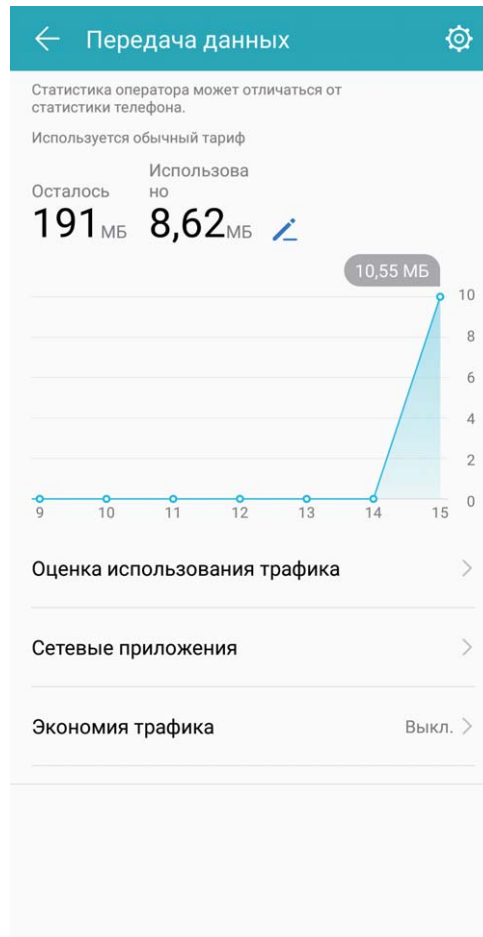 Передача данных
Статистика оператора может отличаться от
статистики телефона.
Используется обычный тариф
Осталось
191 МБ
Использова
но
8,62 МБ
10,55 МБ
10
8
6
4
2
0
9 10 11 12 13 14 15
Оценка использования трафика
Сетевые приложения
Экономия трафика Выкл.